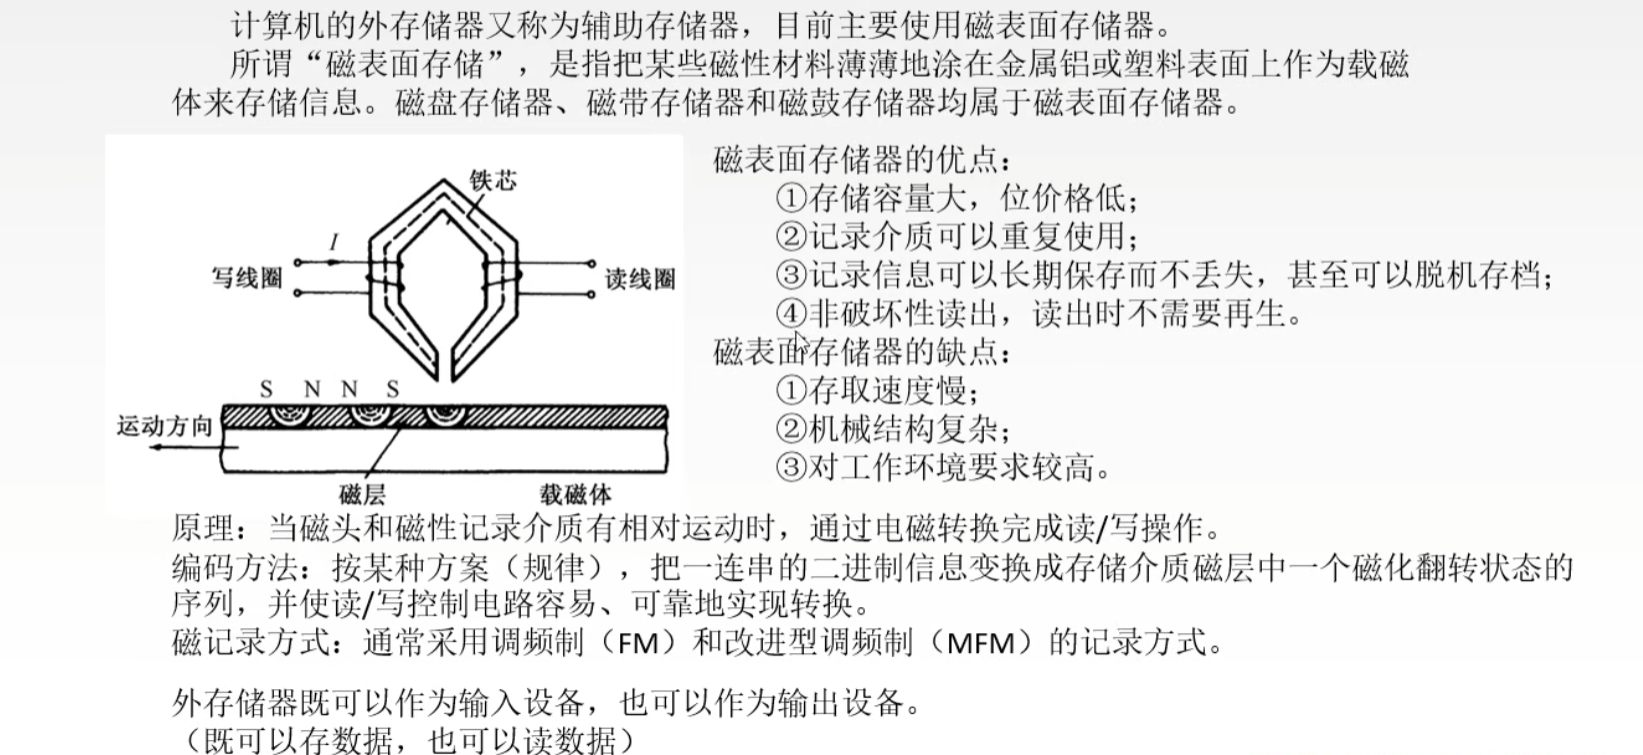 计算机的外存储器又称为辅助存储器，目前主要使用磁表面存储器。
所谓“磁表面存储”，是指把某些磁性材料薄薄地涂在金属铝或塑料表面上作为载磁
体来存储信息。磁盘存储器、磁带存储器和磁鼓存储器均属于磁表面存储器。
铁芯
I
写线圈
读线圈
S N N S
运动方向
磁层
载磁体
磁表面存储器的优点：
①存储容量大，位价格低；
②记录介质可以重复使用；
③记录信息可以长期保存而不丢失，甚至可以脱机存档；
④非破坏性读出，读出时不需要再生。
磁表面存储器的缺点：
①存取速度慢；
②机械结构复杂；
③对工作环境要求较高。
原理：当磁头和磁性记录介质有相对运动时，通过电磁转换完成读/写操作。
编码方法：按某种方案（规律），把一连串的二进制信息变换成存储介质磁层中一个磁化翻转状态的
序列，并使读/写控制电路容易、可靠地实现转换。
磁记录方式：通常采用调频制（FM）和改进型调频制（MFM）的记录方式。
外存储器既可以作为输入设备，也可以作为输出设备。
（既可以存数据，也可以读数据）